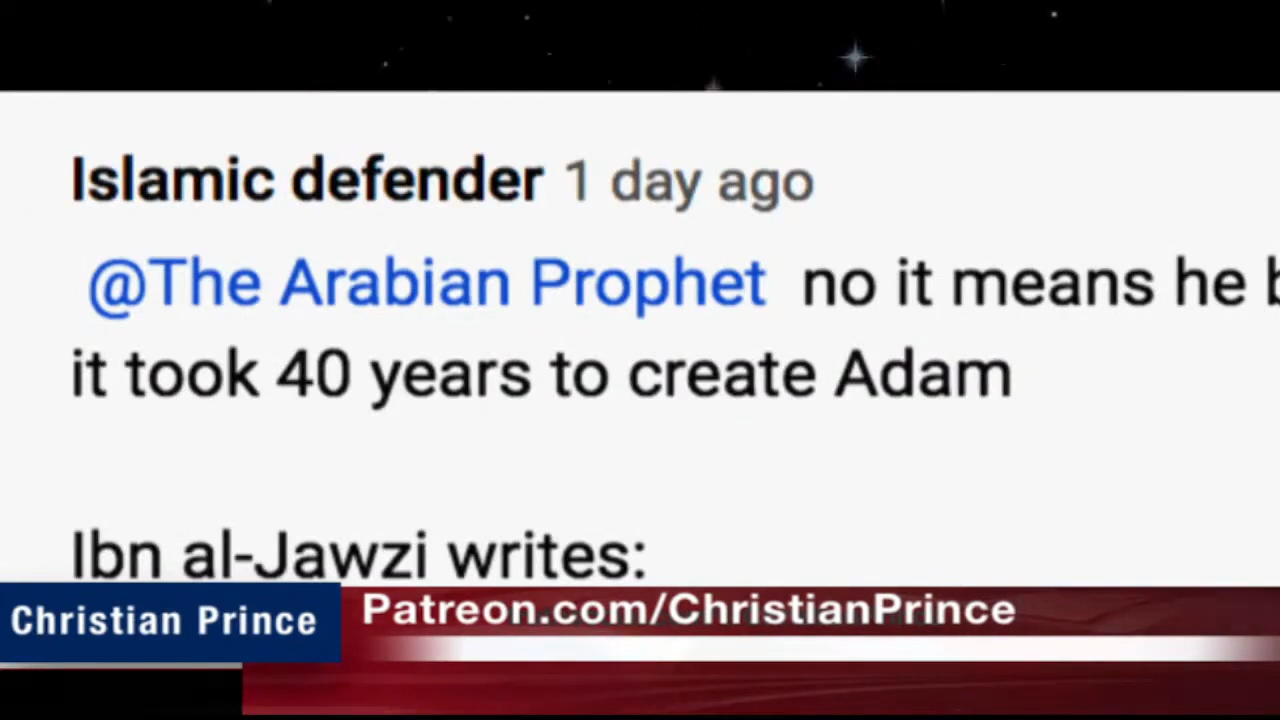 Islamic defender 1 day ago
@The Arabian Prophet no it means he
it took 40 years to create Adam
Ibn al-Jawzi writes:
Christian Prince
Patreon.com/ChristianPrince